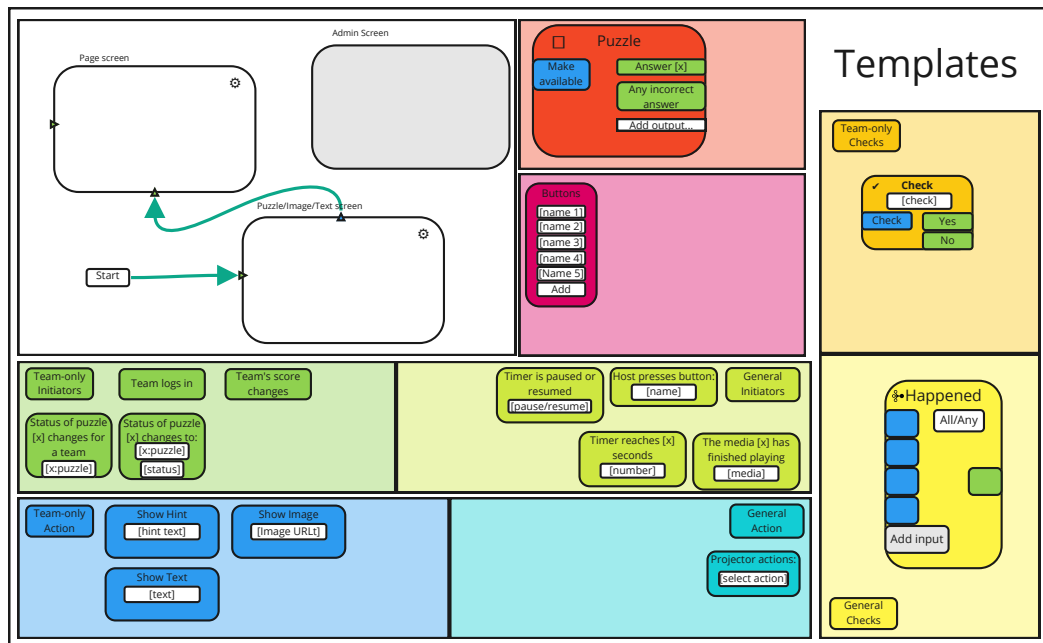 Admin Screen
Page screen
Puzzle/Image/Text screen
Start
Puzzle
Make
available
Answer [x]
Any incorrect
answer
Add output...
Buttons
[name 1]
[name 2]
[name 3]
[name 4]
[Name 5]
Add
Templates
Team-only
Checks
✔ Check
[check]
Check
Yes
No
Team-only
Initiators
Team logs in
Team's score
changes
Status of puzzle
[x] changes for
a team
[x:puzzle]
Status of puzzle
[x] changes to:
[x:puzzle]
[status]
Timer is paused or
resumed
[pause/resume]
Host presses button:
[name]
General
Initiators
Timer reaches [x]
seconds
[number]
The media [x] has
finished playing
[media]
Happened
All/Any
Add input
General
Checks
Team-only
Action
Show Hint
[hint text]
Show Image
[Image URLt]
Show Text
[text]
General
Action
Projector actions:
[select action]